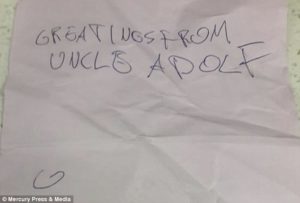 GREATINGS FROM
UNCLE ADOLF
© Mercury Press & Media